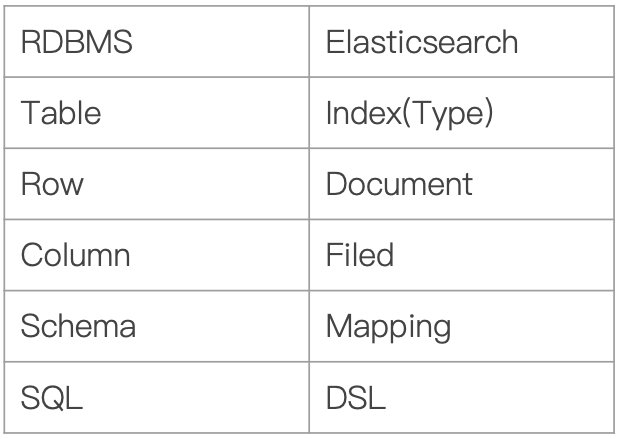 RDBMS Elasticsearch
Table Index(Type)
Row Document
Column Filed
Schema Mapping
SQL DSL